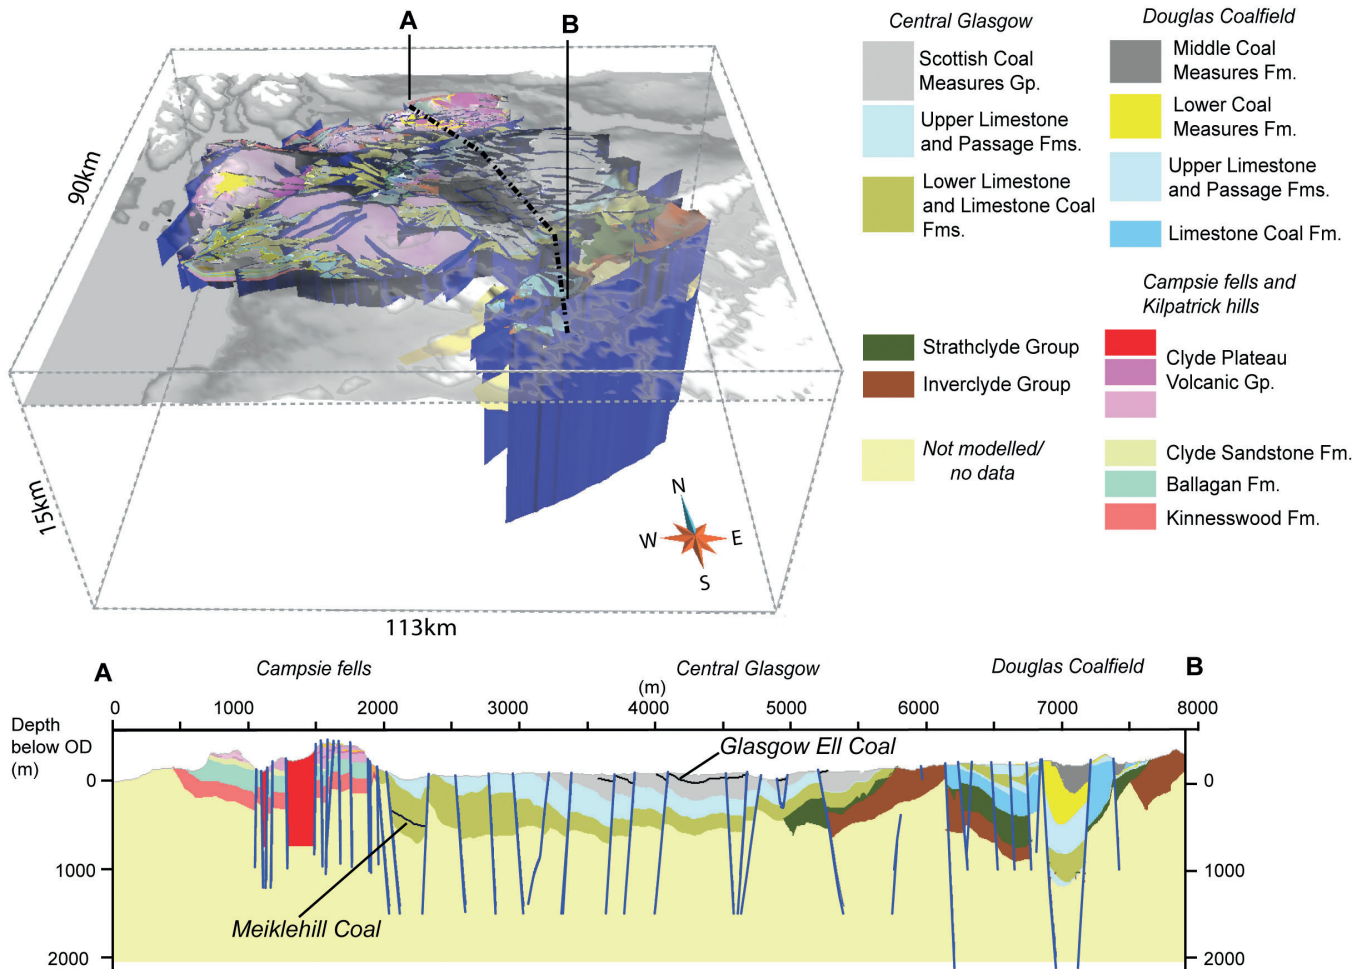 A
B
90km
15km
113km
N
W
E
S
Central Glasgow
Scottish Coal
Measures Gp.
Upper Limestone
and Passage Fms.
Lower Limestone
and Limestone Coal
Fms.
Strathclyde Group
Inverclyde Group
Not modelled/
no data
Douglas Coalfield
Middle Coal
Measures Fm.
Lower Coal
Measures Fm.
Upper Limestone
and Passage Fms.
Limestone Coal Fm.
Campsie fells and
Kilpatrick hills
Clyde Plateau
Volcanic Gp.
Clyde Sandstone Fm.
Ballagan Fm.
Kinnesswood Fm.
A
Campsie fells
Central Glasgow
Douglas Coalfield
B
(m)
0 1000 2000 3000 4000 5000 6000 7000 8000
Depth
below OD
(m)
Glasgow Ell Coal
0
0
1000
1000
Meiklehill Coal
2000
2000